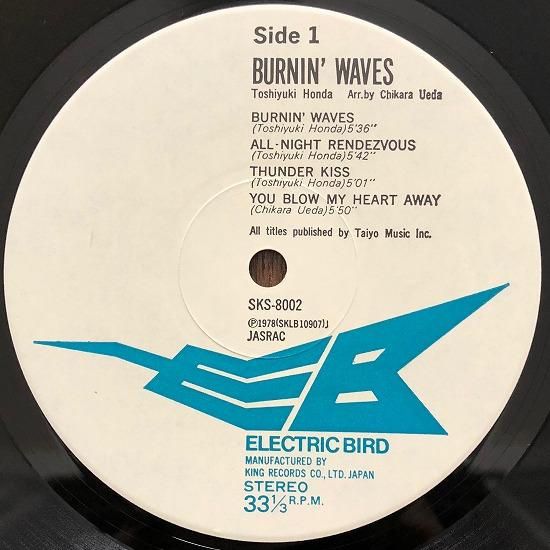 Side 1
BURNIN' WAVES
Toshiyuki Honda Arr.by Chikara Ueda
BURNIN' WAVES
(Toshiyuki Honda)5'36"
ALL-NIGHT RENDEZVOUS
(Toshiyuki Honda)5'42"
THUNDER KISS
(Toshiyuki Honda)5'01"
YOU BLOW MY HEART AWAY
(Chikara Ueda)5'50"
All titles published by Taiyo Music Inc.
SKS-8002
Ⓟ1978(SKLB10907)J
JASRAC
EB
ELECTRIC BIRD
MANUFACTURED BY
KING RECORDS CO., LTD. JAPAN
STEREO
33 1/3 R.P.M.